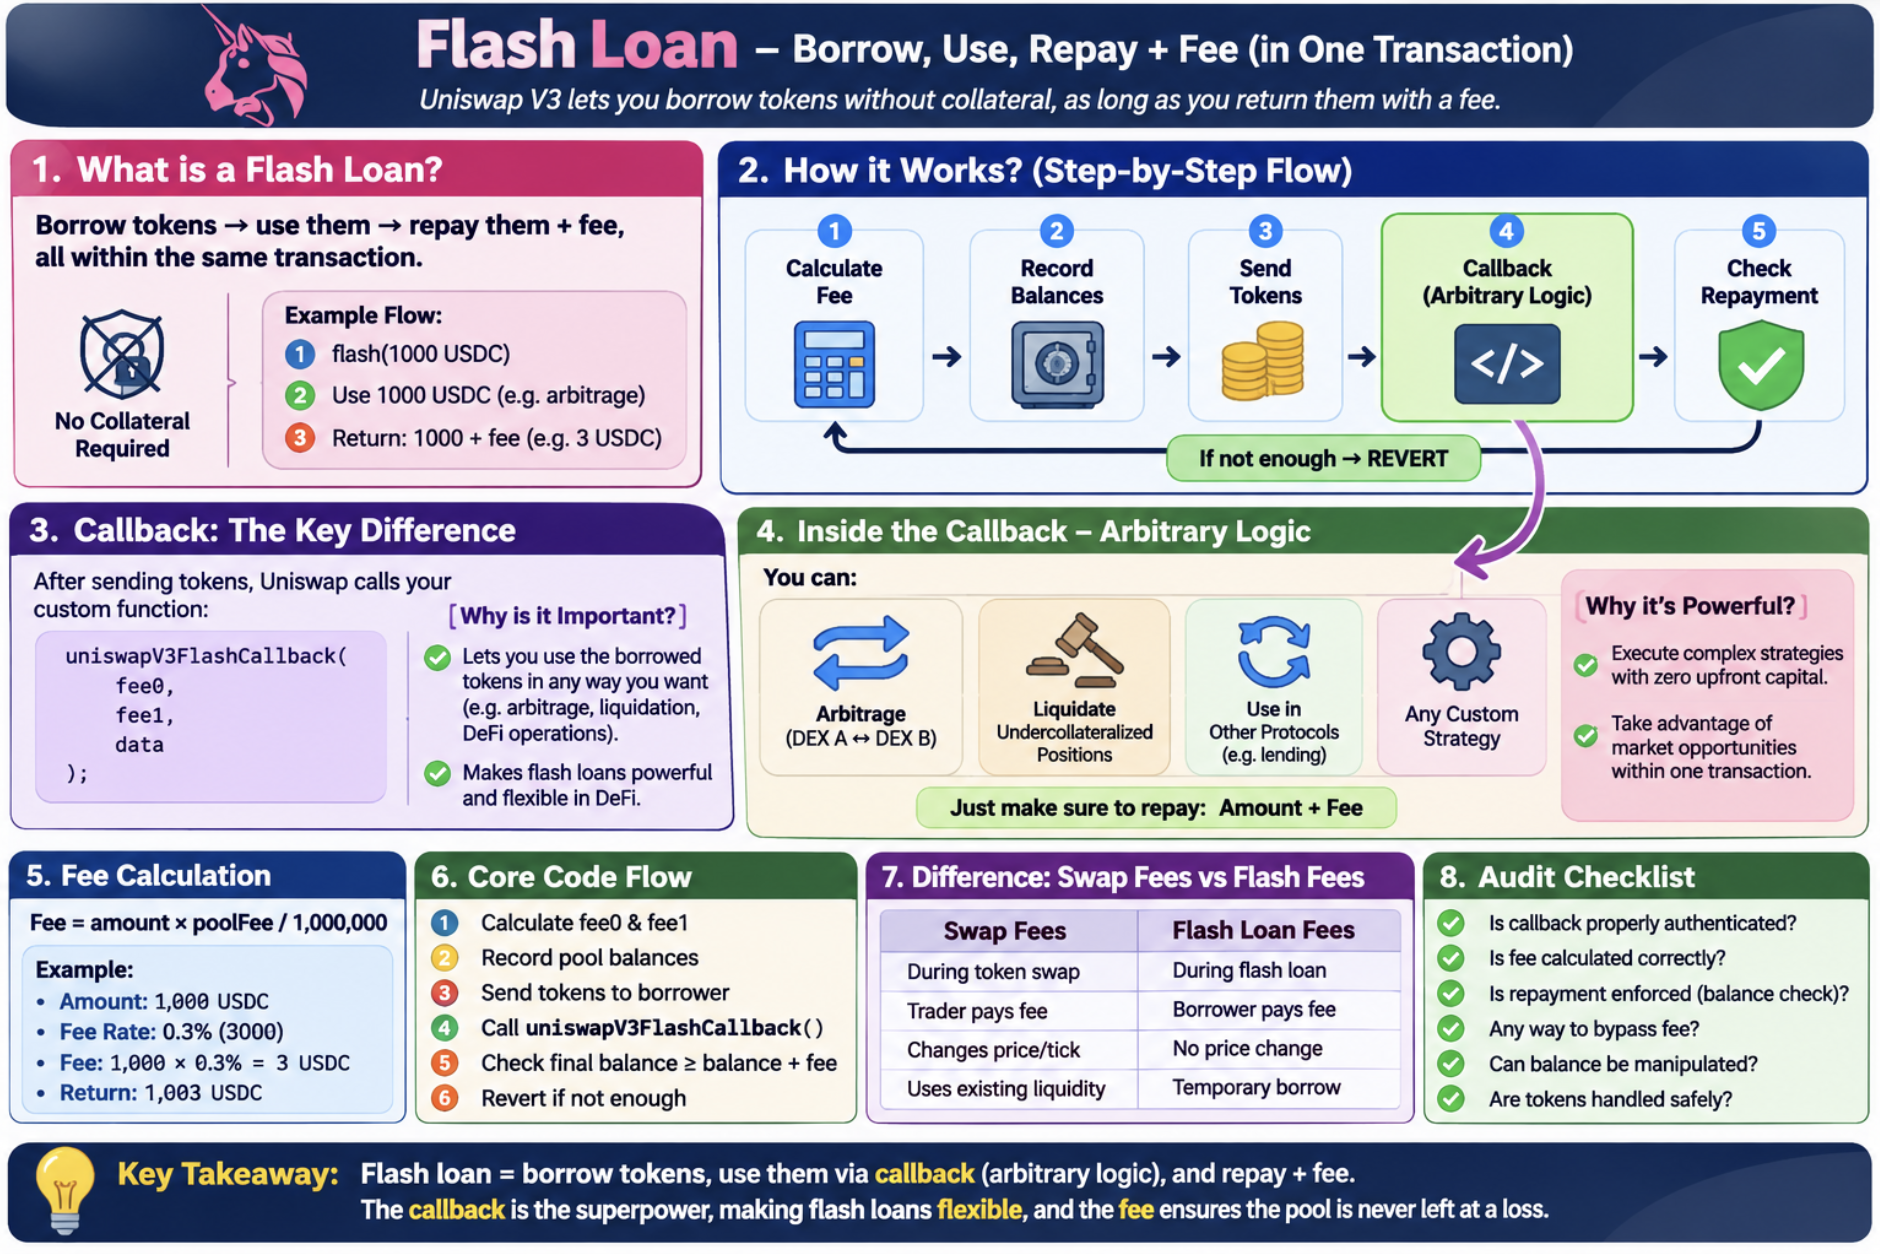 Flash Loan – Borrow, Use, Repay + Fee (in One Transaction)
Uniswap V3 lets you borrow tokens without collateral, as long as you return them with a fee.
1. What is a Flash Loan?
Borrow tokens → use them → repay them + fee,
all within the same transaction.
No Collateral
Required
Example Flow:
1 flash(1000 USDC)
2 Use 1000 USDC (e.g. arbitrage)
3 Return: 1000 + fee (e.g. 3 USDC)
2. How it Works? (Step-by-Step Flow)
1
Calculate
Fee
2
Record
Balances
3
Send
Tokens
4
Callback
(Arbitrary Logic)
</>
5
Check
Repayment
If not enough → REVERT
3. Callback: The Key Difference
After sending tokens, Uniswap calls your
custom function:
uniswapV3FlashCallback(
fee0,
fee1,
data
);
[Why is it Important?]
Lets you use the borrowed
tokens in any way you want
(e.g. arbitrage, liquidation,
DeFi operations).
Makes flash loans powerful
and flexible in DeFi.
4. Inside the Callback – Arbitrary Logic
You can:
Arbitrage
(DEX A ↔ DEX B)
Liquidate
Undercollateralized
Positions
Use in
Other Protocols
(e.g. lending)
Any Custom
Strategy
Just make sure to repay: Amount + Fee
[Why it's Powerful?]
Execute complex strategies
with zero upfront capital.
Take advantage of
market opportunities
within one transaction.
5. Fee Calculation
Fee = amount × poolFee / 1,000,000
Example:
• Amount: 1,000 USDC
• Fee Rate: 0.3% (3000)
• Fee: 1,000 × 0.3% = 3 USDC
• Return: 1,003 USDC
6. Core Code Flow
1 Calculate fee0 & fee1
2 Record pool balances
3 Send tokens to borrower
4 Call uniswapV3FlashCallback()
5 Check final balance ≥ balance + fee
6 Revert if not enough
7. Difference: Swap Fees vs Flash Fees
Swap Fees Flash Loan Fees
During token swap During flash loan
Trader pays fee Borrower pays fee
Changes price/tick No price change
Uses existing liquidity Temporary borrow
8. Audit Checklist
Is callback properly authenticated?
Is fee calculated correctly?
Is repayment enforced (balance check)?
Any way to bypass fee?
Can balance be manipulated?
Are tokens handled safely?
Key Takeaway: Flash loan = borrow tokens, use them via callback (arbitrary logic), and repay + fee.
The callback is the superpower, making flash loans flexible, and the fee ensures the pool is never left at a loss.